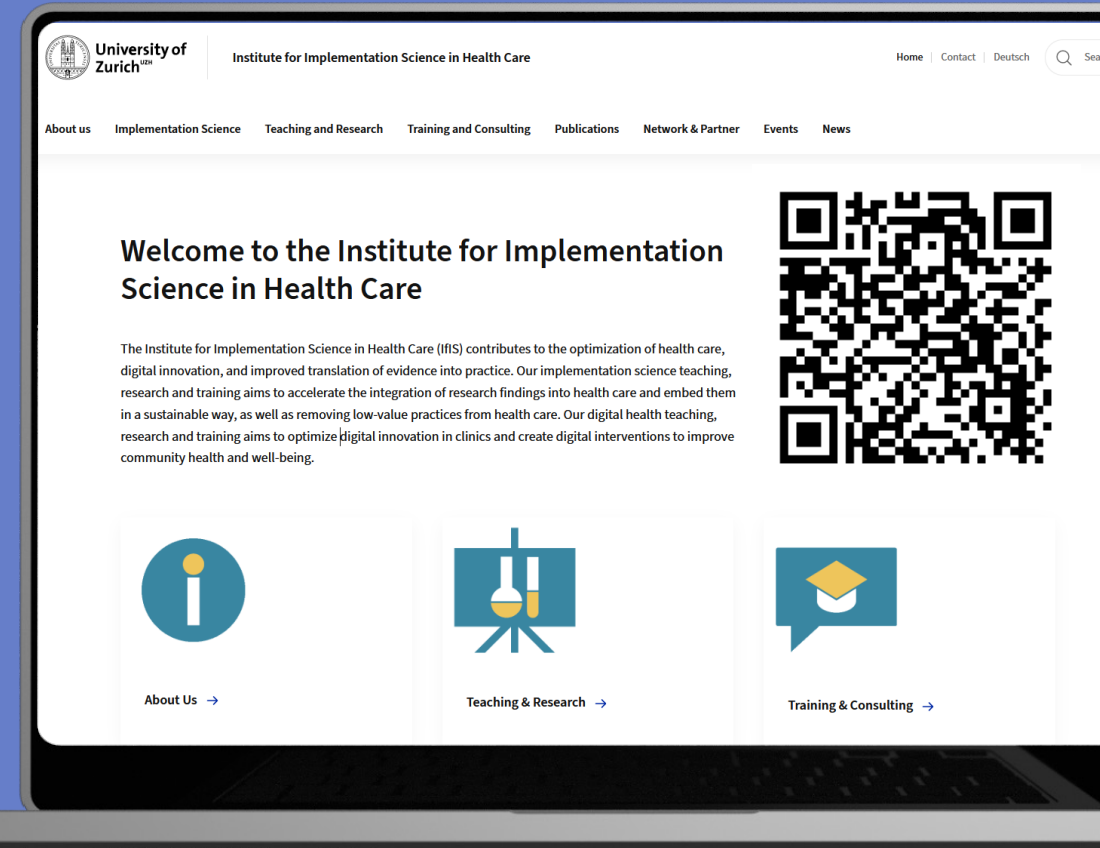 University of
Zurich UZH
Institute for Implementation Science in Health Care
Home
Contact
Deutsch
About us
Implementation Science
Teaching and Research
Training and Consulting
Publications
Network & Partner
Events
News
Welcome to the Institute for Implementation
Science in Health Care
The Institute for Implementation Science in Health Care (IfIS) contributes to the optimization of health care,
digital innovation, and improved translation of evidence into practice. Our implementation science teaching,
research and training aims to accelerate the integration of research findings into health care and embed them
in a sustainable way, as well as removing low-value practices from health care. Our digital health teaching,
research and training aims to optimize digital innovation in clinics and create digital interventions to improve
community health and well-being.
About Us →
Teaching & Research →
Training & Consulting →